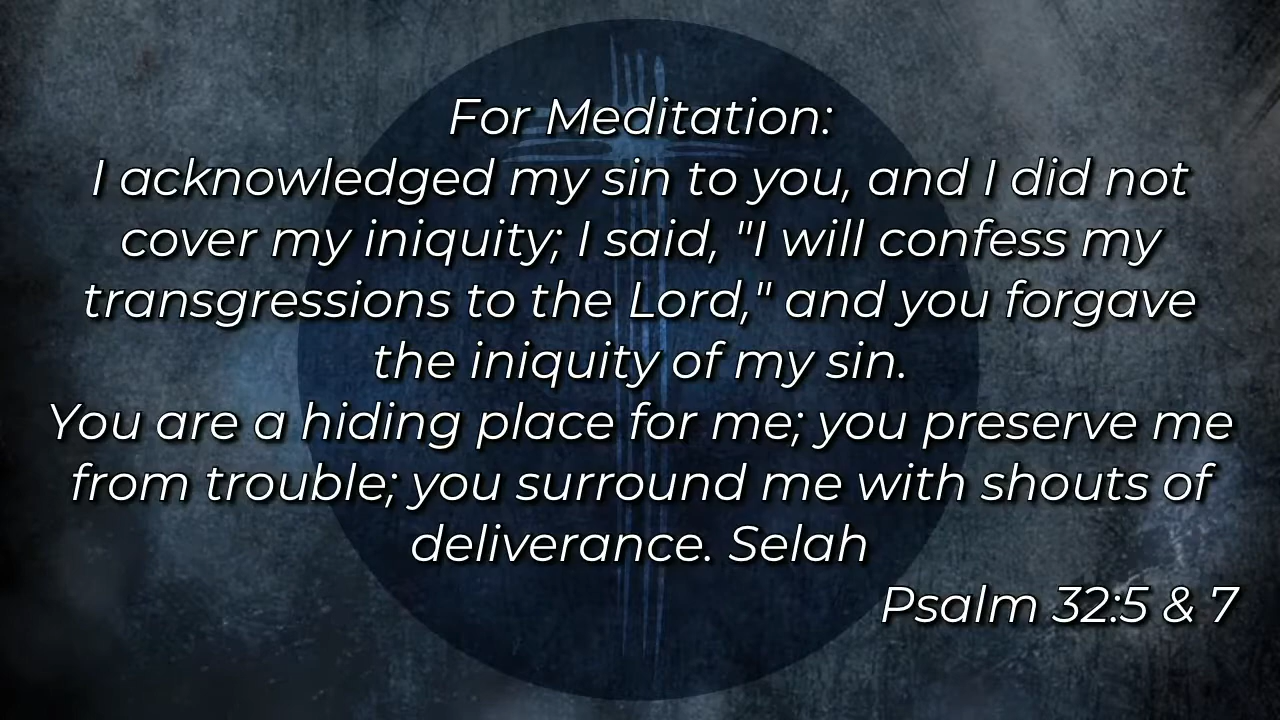 For Meditation:
I acknowledged my sin to you, and I did not
cover my iniquity; I said, "I will confess my
transgressions to the Lord," and you forgave
the iniquity of my sin.
You are a hiding place for me; you preserve me
from trouble; you surround me with shouts of
deliverance. Selah
Psalm 32:5 & 7